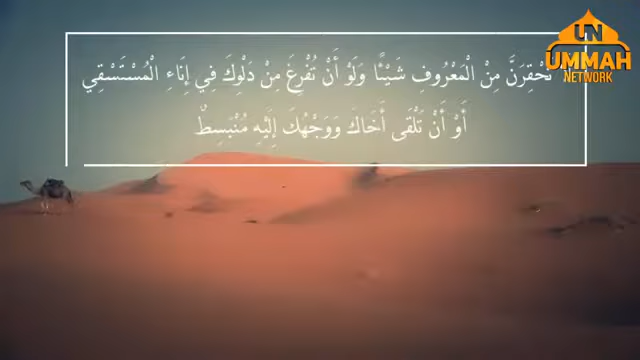 تَحْقِرَنَّ مِنْ الْمَعْرُوفِ شَيْئًا وَلَوْ أَنْ تُفْرِغَ مِنْ دَلْوِكَ فِي إِنَاءِ الْمُسْتَسْقِي
أَوْ أَنْ تَلْقَى أَخَاكَ وَوَجْهُكَ إِلَيْهِ مُنْبَسِطٌ
UN
UMMAH
NETWORK